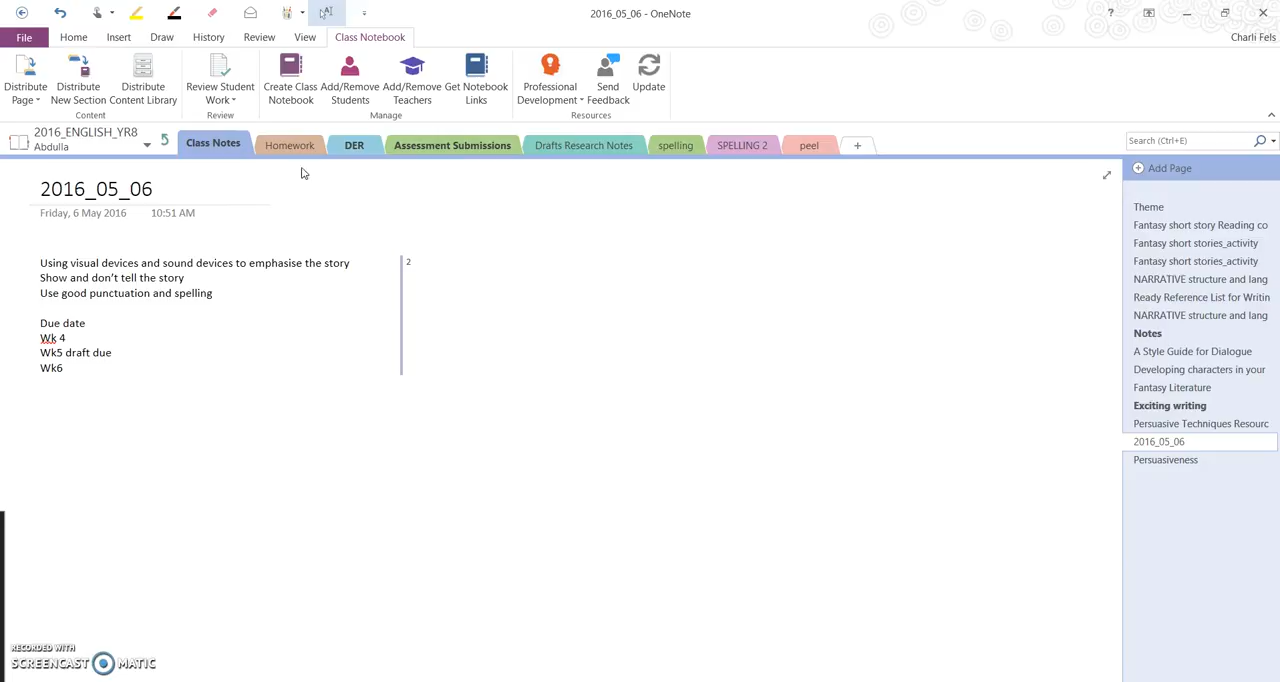 2016_05_06 - OneNote
?
File Home Insert Draw History Review View Class Notebook
Charli Fels
Distribute Page
Distribute New Section
Distribute Content Library
Review Student Work
Create Class Notebook
Add/Remove Students
Add/Remove Teachers
Get Notebook Links
Professional Development
Send Feedback
Update
Content Review Manage Resources
2016_ENGLISH_YR8
Abdulla
Class Notes Homework DER Assessment Submissions Drafts Research Notes spelling SPELLING 2 peel +
Search (Ctrl+E)
2016_05_06
Friday, 6 May 2016 10:51 AM
Using visual devices and sound devices to emphasise the story
2
Show and don't tell the story
Use good punctuation and spelling
Due date
Wk 4
Wk5 draft due
Wk6
Add Page
Theme
Fantasy short story Reading co
Fantasy short stories_activity
Fantasy short stories_activity
NARRATIVE structure and lang
Ready Reference List for Writin
NARRATIVE structure and lang
Notes
A Style Guide for Dialogue
Developing characters in your
Fantasy Literature
Exciting writing
Persuasive Techniques Resourc
2016_05_06
Persuasiveness
RECORDED WITH
SCREENCAST MATIC